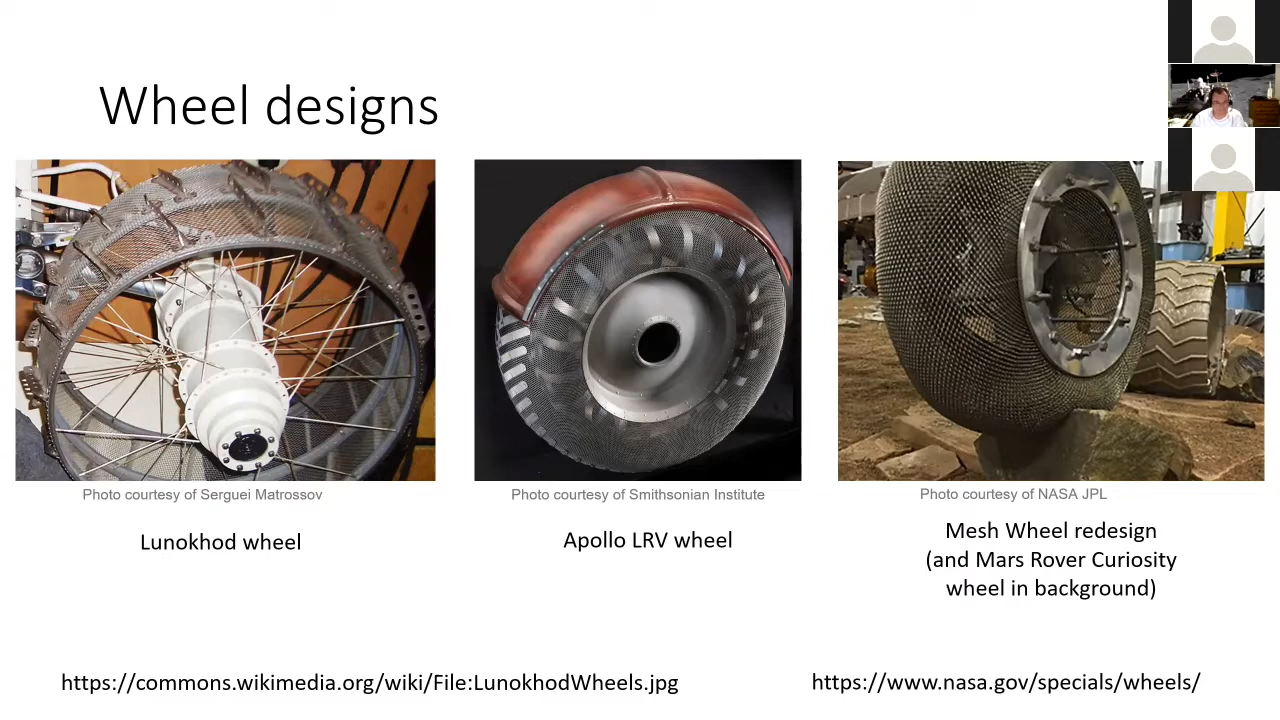 Wheel designs
Photo courtesy of Serguei Matrossov
Photo courtesy of Smithsonian Institute
Photo courtesy of NASA JPL
Lunokhod wheel
Apollo LRV wheel
Mesh Wheel redesign
(and Mars Rover Curiosity
wheel in background)
https://commons.wikimedia.org/wiki/File:LunokhodWheels.jpg
https://www.nasa.gov/specials/wheels/